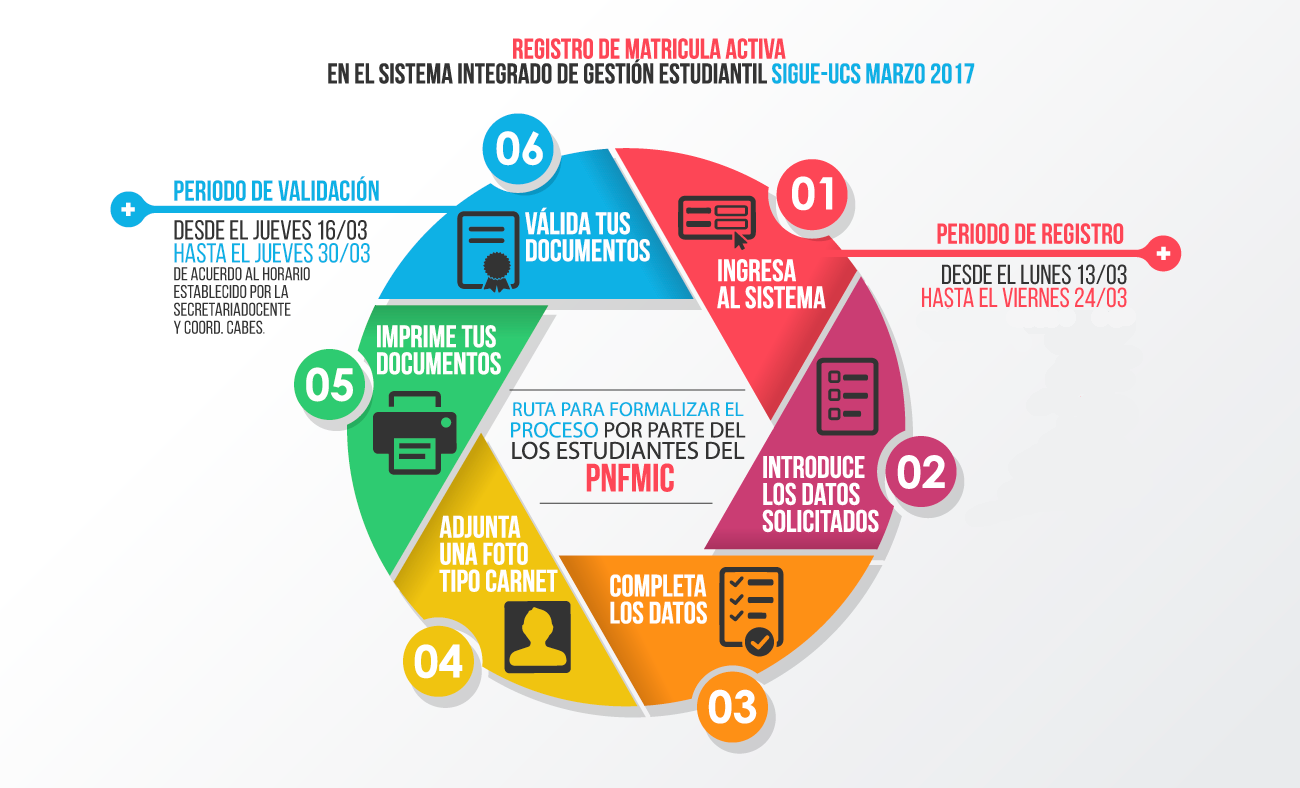 REGISTRO DE MATRICULA ACTIVA
EN EL SISTEMA INTEGRADO DE GESTIÓN ESTUDIANTIL SIGUE-UCS MARZO 2017
01
INGRESA
AL SISTEMA
PERIODO DE REGISTRO
DESDE EL LUNES 13/03
HASTA EL VIERNES 24/03
02
INTRODUCE
LOS DATOS
SOLICITADOS
03
COMPLETA
LOS DATOS
04
ADJUNTA
UNA FOTO
TIPO CARNET
05
IMPRIME TUS
DOCUMENTOS
06
VÁLIDA TUS
DOCUMENTOS
PERIODO DE VALIDACIÓN
DESDE EL JUEVES 16/03
HASTA EL JUEVES 30/03
DE ACUERDO AL HORARIO
ESTABLECIDO POR LA
SECRETARIADOCENTE
Y COORD. CABES.
RUTA PARA FORMALIZAR EL
PROCESO POR PARTE DEL
LOS ESTUDIANTES DEL
PNFMIC